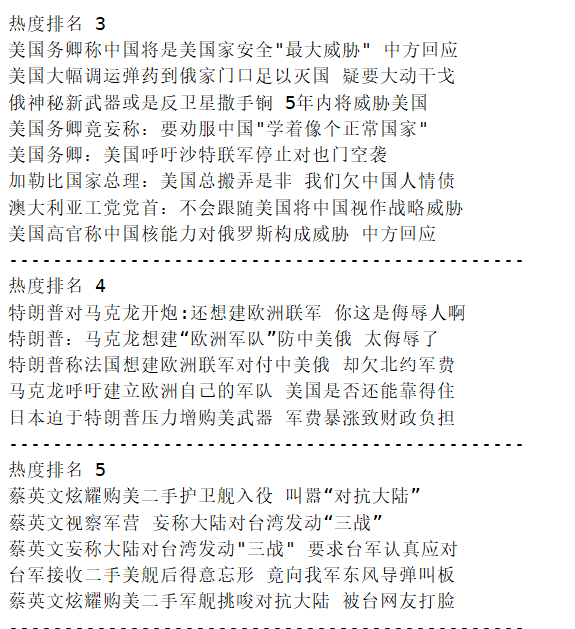 热度排名 3
美国务卿称中国将是美国家安全"最大威胁" 中方回应
美国大幅调运弹药到俄家门口足以灭国 疑要大动干戈
俄神秘新武器或是反卫星撒手锏 5年内将威胁美国
美国务卿竟妄称：要劝服中国"学着像个正常国家"
美国务卿：美国呼吁沙特联军停止对也门空袭
加勒比国家总理：美国总搬弄是非 我们欠中国人情债
澳大利亚工党党首：不会跟随美国将中国视作战略威胁
美国高官称中国核能力对俄罗斯构成威胁 中方回应
--------------------------------------------
热度排名 4
特朗普对马克龙开炮:还想建欧洲联军 你这是侮辱人啊
特朗普：马克龙想建“欧洲军队”防中美俄 太侮辱了
特朗普称法国想建欧洲联军对付中美俄 却欠北约军费
马克龙呼吁建立欧洲自己的军队 美国是否还能靠得住
日本迫于特朗普压力增购美武器 军费暴涨致财政负担
--------------------------------------------
热度排名 5
蔡英文炫耀购美二手护卫舰入役 叫嚣“对抗大陆”
蔡英文视察军营 妄称大陆对台湾发动“三战”
蔡英文妄称大陆对台湾发动"三战" 要求台军认真应对
台军接收二手美舰后得意忘形 竟向我军东风导弹叫板
蔡英文炫耀购美二手军舰挑唆对抗大陆 被台网友打脸
--------------------------------------------